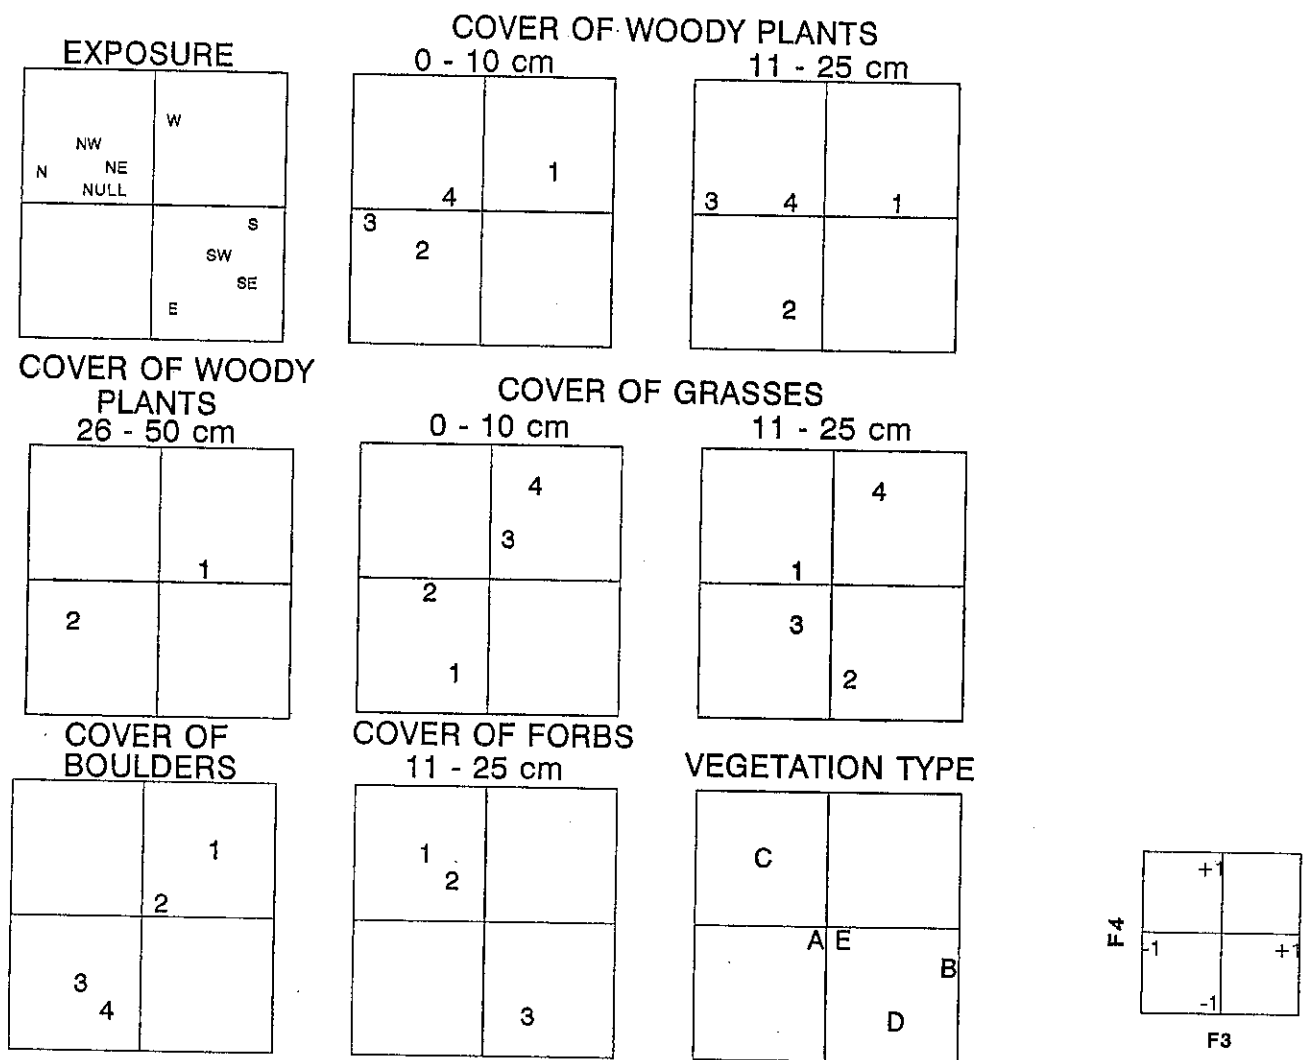 COVER OF WOODY PLANTS
EXPOSURE
0 - 10 cm
11 - 25 cm
W
NW
N
NE
NULL
S
SW
SE
E
1
4
3
2
3
4
1
2
COVER OF WOODY
PLANTS
26 - 50 cm
COVER OF GRASSES
0 - 10 cm
11 - 25 cm
1
2
4
3
2
1
4
1
3
2
COVER OF
BOULDERS
COVER OF FORBS
11 - 25 cm
VEGETATION TYPE
1
2
3
4
1
2
3
C
A
E
B
D
+1
-1
+1
-1
F4
F3